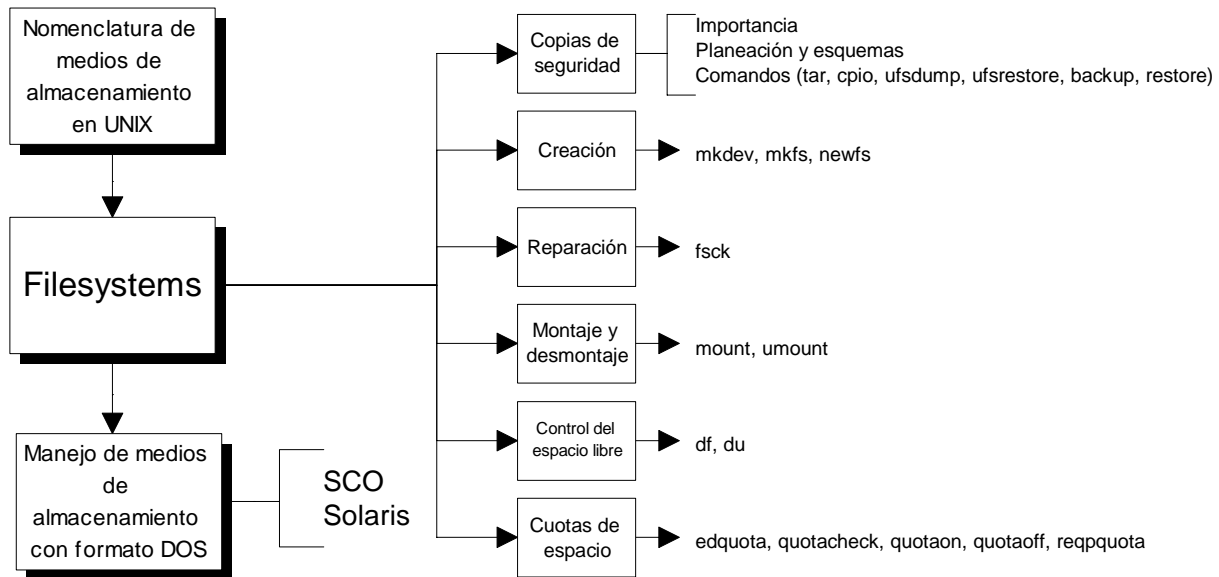 Nomenclatura de
medios de
almacenamiento
en UNIX
Filesystems
Manejo de medios
de
almacenamiento
con formato DOS
SCO
Solaris
Copias de
seguridad
Importancia
Planeación y esquemas
Comandos (tar, cpio, ufsdump, ufsrestore, backup, restore)
Creación
mkdev, mkfs, newfs
Reparación
fsck
Montaje y
desmontaje
mount, umount
Control del
espacio libre
df, du
Cuotas de
espacio
edquota, quotacheck, quotaon, quotaoff, reqpquota